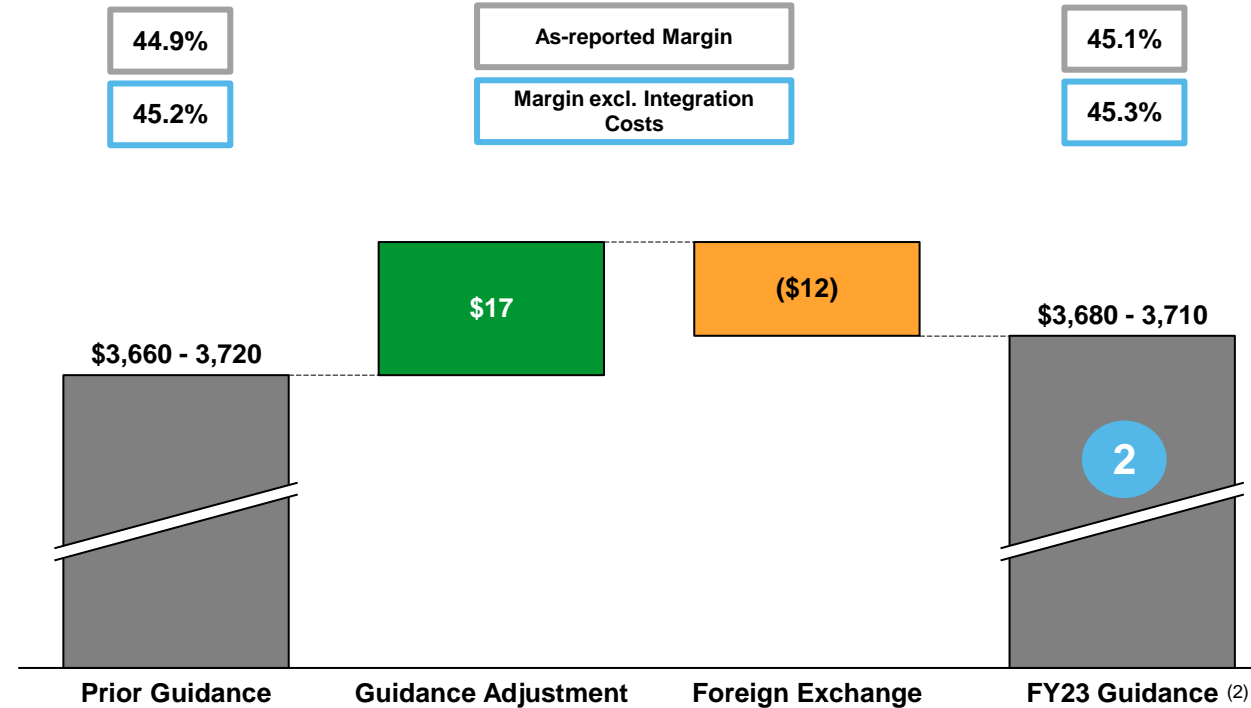 44.9%
As-reported Margin
45.1%
45.2%
Margin excl. Integration
Costs
45.3%
$17
($12)
$3,680 - 3,710
$3,660 - 3,720
2
Prior Guidance
Guidance Adjustment
Foreign Exchange
FY23 Guidance (2)